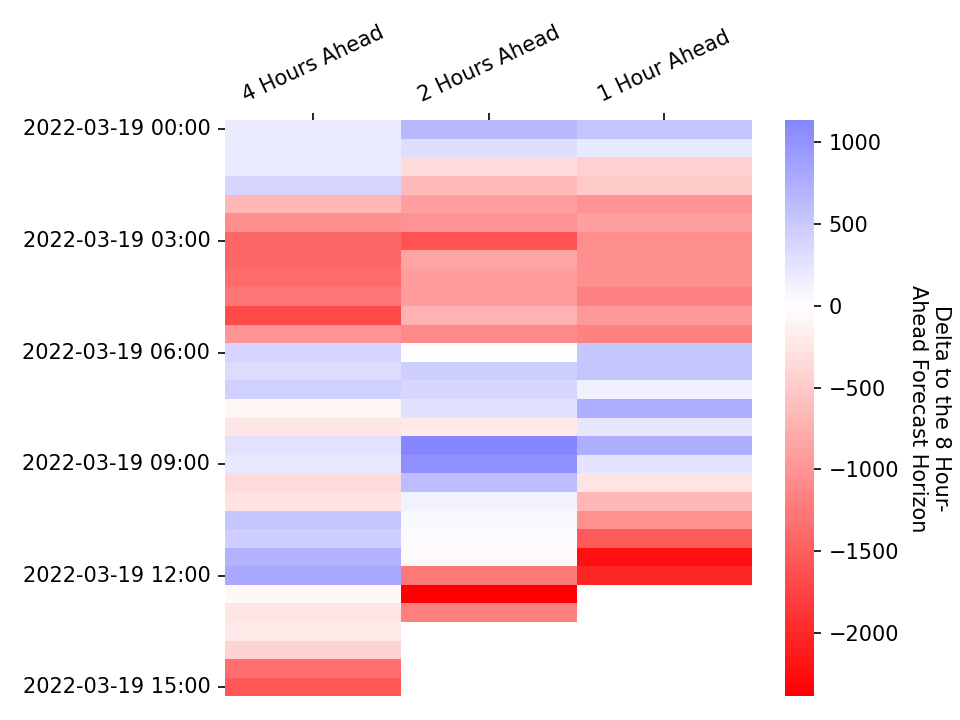 4 Hours Ahead
2 Hours Ahead
1 Hour Ahead
2022-03-19 00:00
2022-03-19 03:00
2022-03-19 06:00
2022-03-19 09:00
2022-03-19 12:00
2022-03-19 15:00
1000
500
0
−500
−1000
−1500
−2000
Delta to the 8 Hour-
Ahead Forecast Horizon